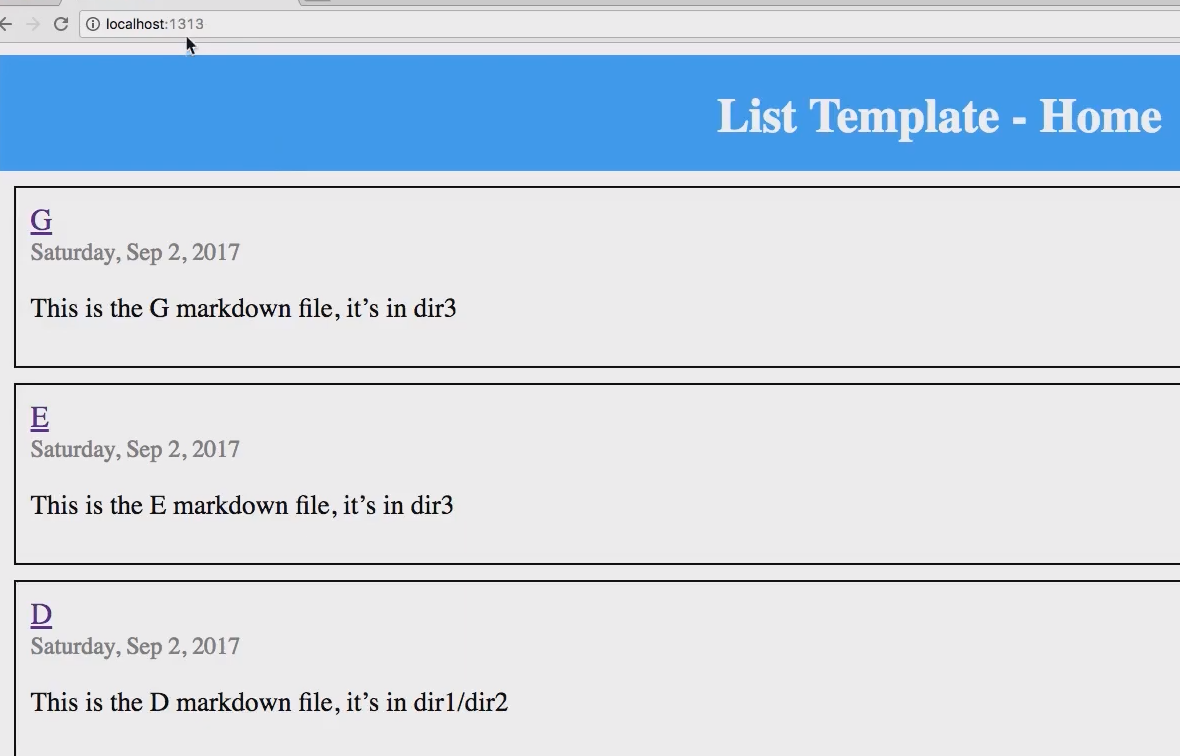 localhost:1313
List Template - Home
G
Saturday, Sep 2, 2017
This is the G markdown file, it’s in dir3
E
Saturday, Sep 2, 2017
This is the E markdown file, it’s in dir3
D
Saturday, Sep 2, 2017
This is the D markdown file, it’s in dir1/dir2